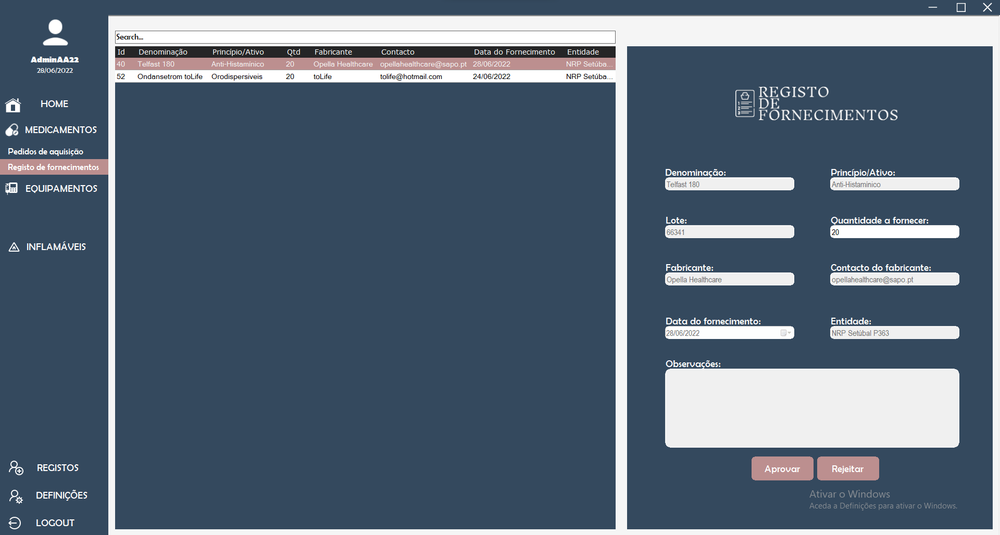 AdminAA22
28/06/2022
HOME
MEDICAMENTOS
Pedidos de aquisição
Registo de fornecimentos
EQUIPAMENTOS
INFLAMÁVEIS
REGISTOS
DEFINIÇÕES
LOGOUT
Search...
Id Denominação Princípio/Ativo Qtd Fabricante Contacto Data do Fornecimento Entidade
40 Telfast 180 Anti-Histamínico 20 Opella Healthcare opellahealthcare@sapo.pt 28/06/2022 NRP Setúba...
52 Ondansetrom toLife Orodispersiveis 20 toLife tolife@hotmail.com 24/06/2022 NRP Setúba...
REGISTO
DE
FORNECIMENTOS
1
2
3
Denominação: Princípio/Ativo:
Telfast 180 Anti-Histamínico
Lote: Quantidade a fornecer:
66341 20
Fabricante: Contacto do fabricante:
Opella Healthcare opellahealthcare@sapo.pt
Data do fornecimento: Entidade:
28/06/2022 NRP Setúbal P363
Observações:
Aprovar Rejeitar
Ativar o Windows
Aceda a Definições para ativar o Windows.